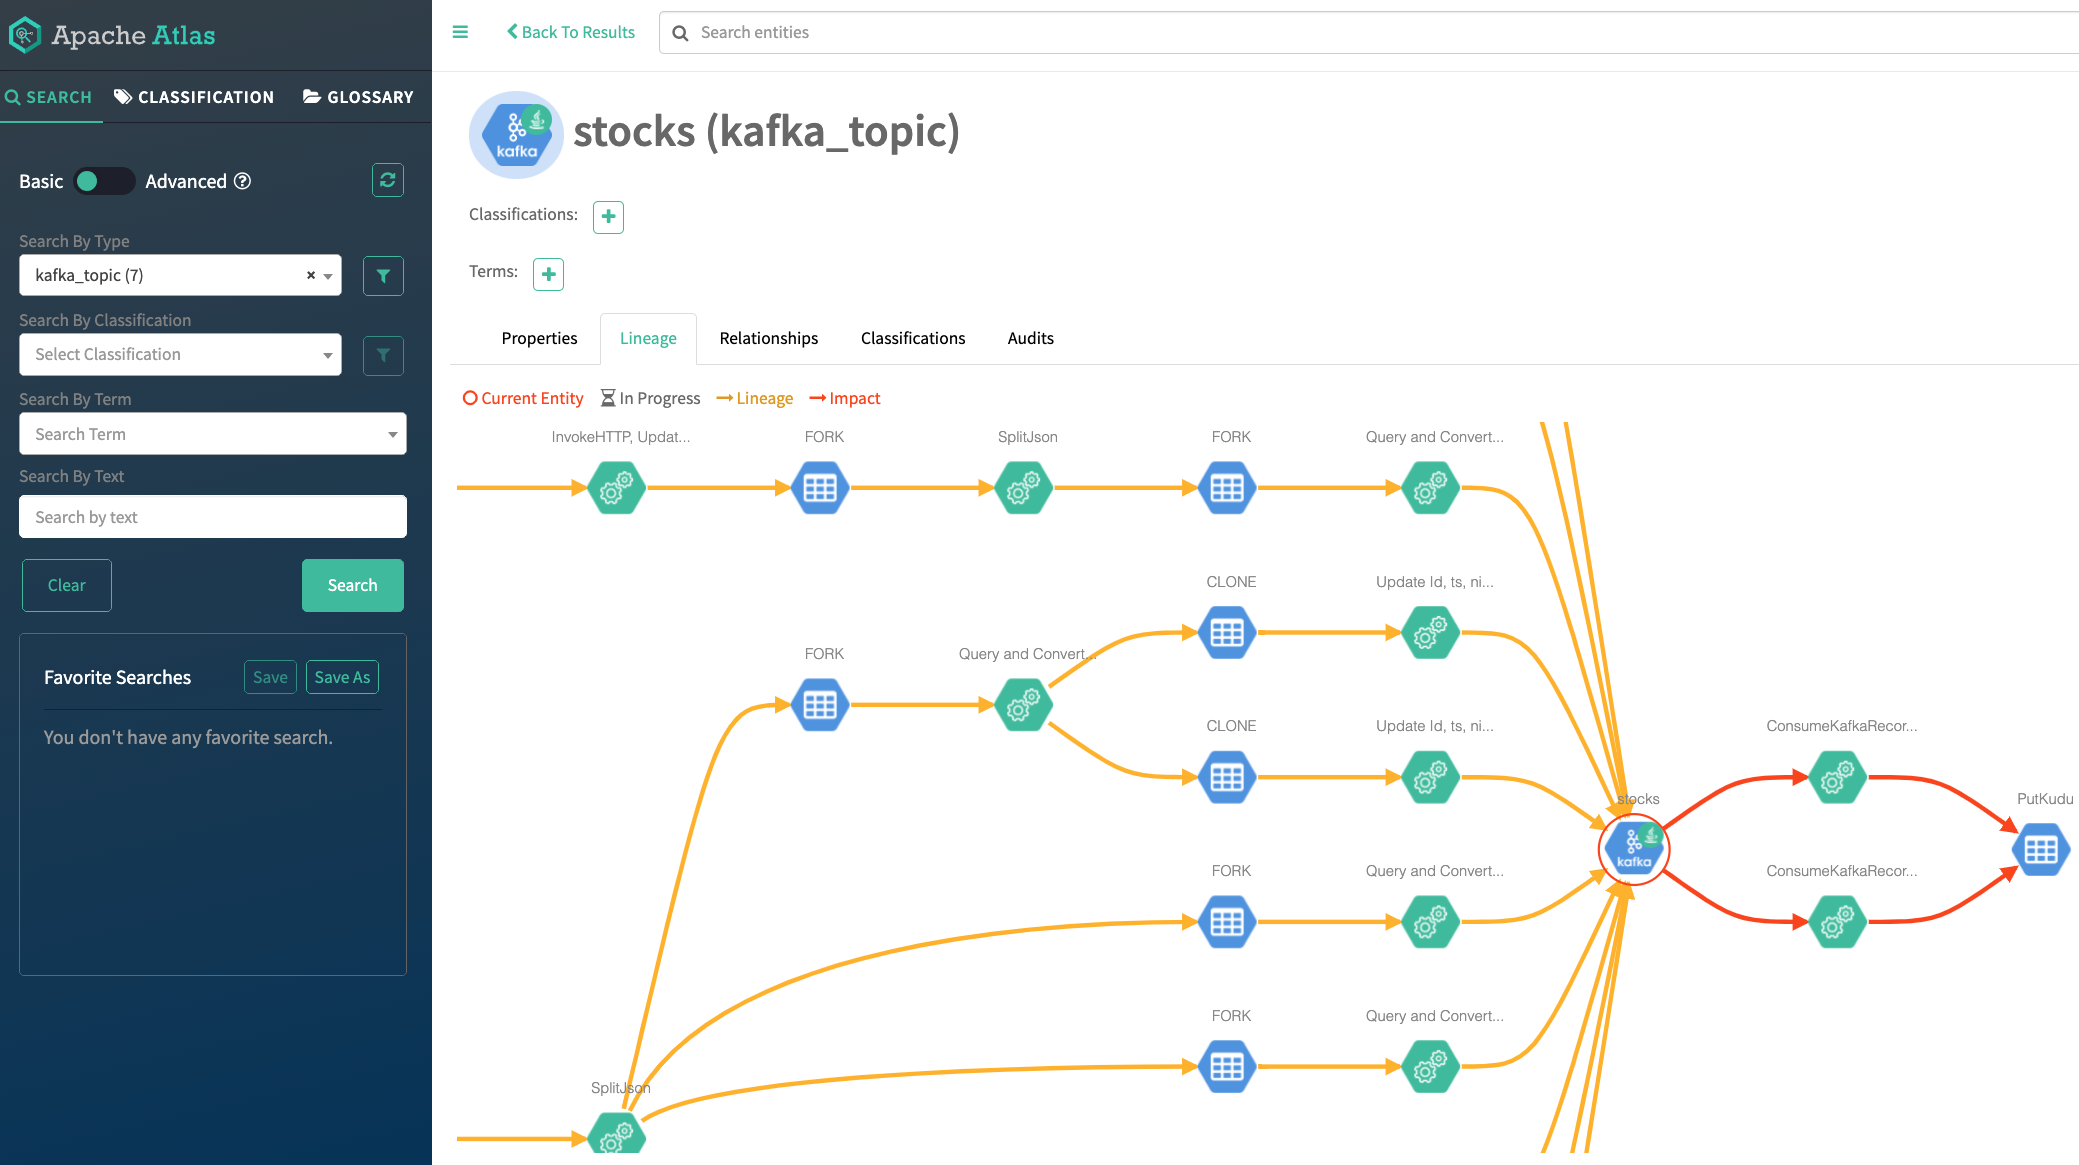 Apache Atlas
Back To Results
Search entities
SEARCH
CLASSIFICATION
GLOSSARY
kafka
stocks (kafka_topic)
Basic
Advanced
Classifications:
Search By Type
kafka_topic (7)
Terms:
Search By Classification
Select Classification
Properties
Lineage
Relationships
Classifications
Audits
Search By Term
Search Term
Current Entity
In Progress
Lineage
Impact
Search By Text
Search by text
Clear
Search
Favorite Searches
Save
Save As
You don't have any favorite search.
InvokeHTTP, Updat...
FORK
SplitJson
FORK
Query and Convert...
CLONE
Update Id, ts, ni...
FORK
Query and Convert...
CLONE
Update Id, ts, ni...
ConsumeKafkaRecor...
stocks
kafka
PutKudu
FORK
Query and Convert...
ConsumeKafkaRecor...
FORK
Query and Convert...
SplitJson